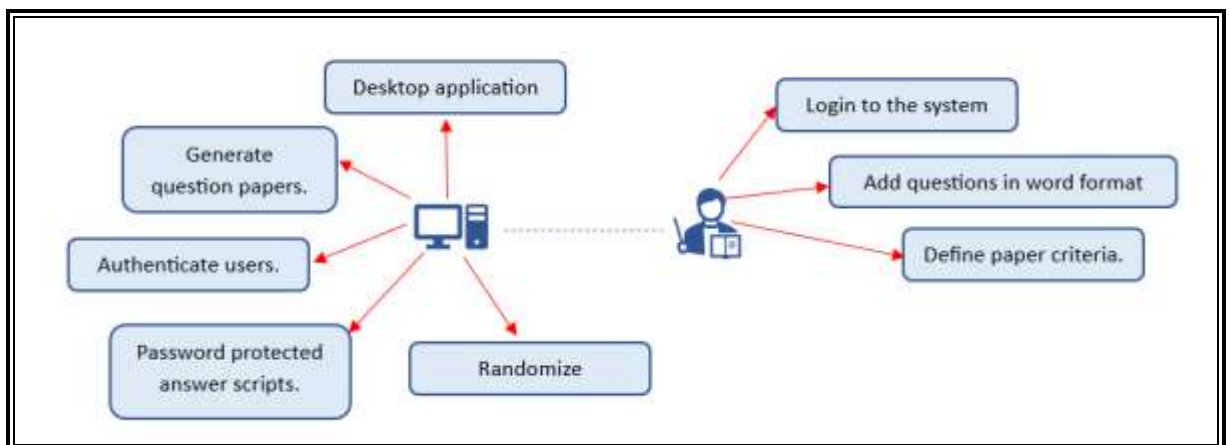 Desktop application
Generate
question papers.
Authenticate users.
Password protected
answer scripts.
Randomize
Login to the system
Add questions in word format
Define paper criteria.